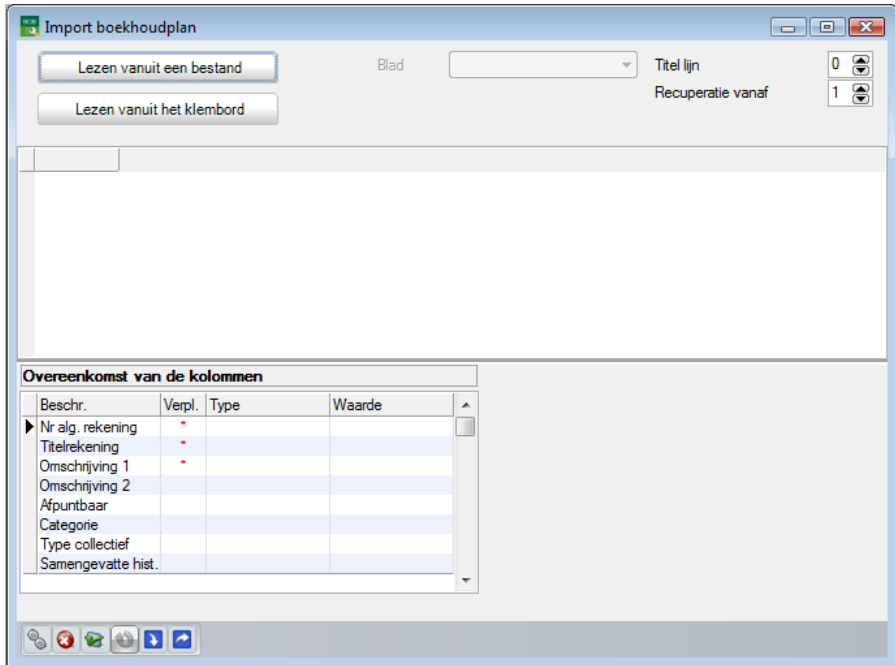 Import boekhoudplan
Lezen vanuit een bestand Blad Titel lijn 0
Lezen vanuit het klembord Recuperatie vanaf 1
Overeenkomst van de kolommen
Beschr. Verpl. Type Waarde
Nr alg. rekening *
Titelrekening *
Omschrijving 1 *
Omschrijving 2
Afpuntbaar
Categorie
Type collectief
Samengevatte hist.